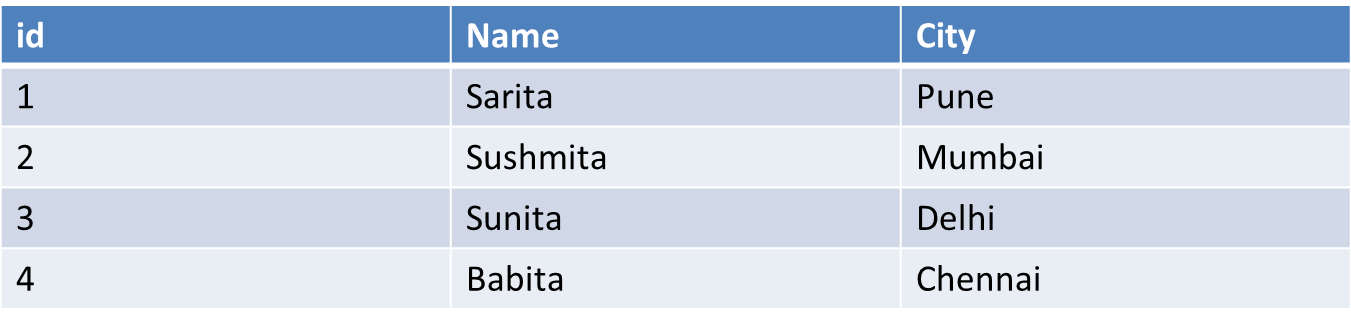 id Name City
1 Sarita Pune
2 Sushmita Mumbai
3 Sunita Delhi
4 Babita Chennai